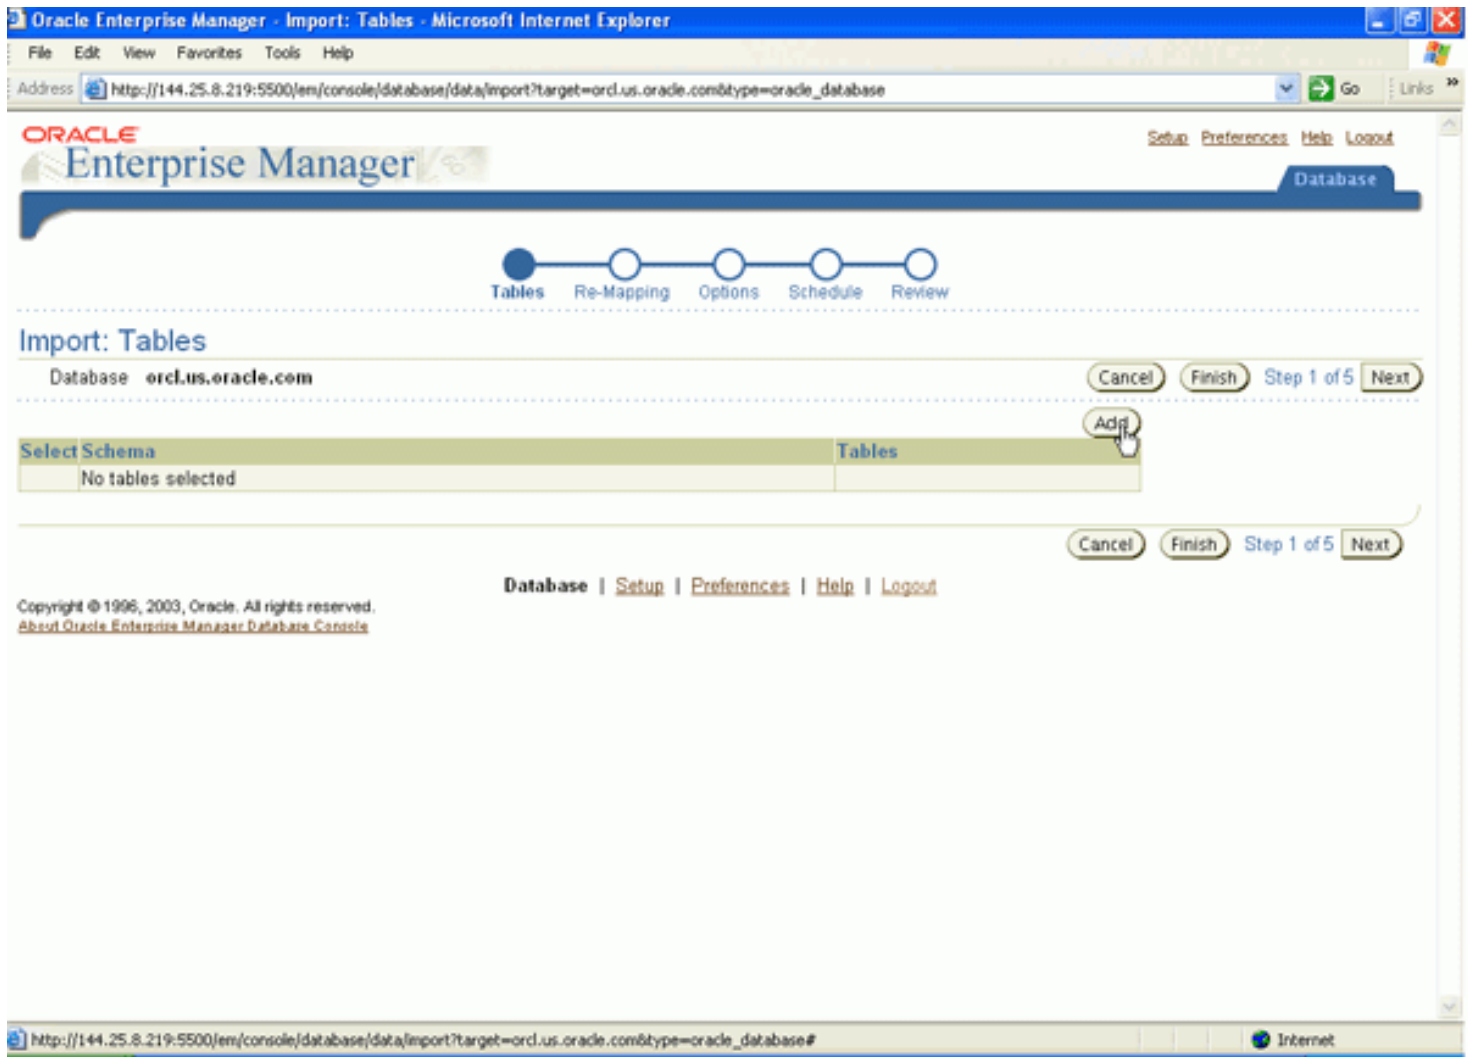 Oracle Enterprise Manager - Import: Tables - Microsoft Internet Explorer
File Edit View Favorites Tools Help
Address http://144.25.8.219:5500/em/console/database/data/import?target=orcl.us.oracle.com&type=oracle_database Go Links »
ORACLE
Enterprise Manager
Setup Preferences Help Logout
Database
Tables Re-Mapping Options Schedule Review
Import: Tables
Database orcl.us.oracle.com Cancel Finish Step 1 of 5 Next
Add
Select Schema Tables
No tables selected
Cancel Finish Step 1 of 5 Next
Database | Setup | Preferences | Help | Logout
Copyright © 1996, 2003, Oracle. All rights reserved.
About Oracle Enterprise Manager Database Console
http://144.25.8.219:5500/em/console/database/data/import?target=orcl.us.oracle.com&type=oracle_database# Internet